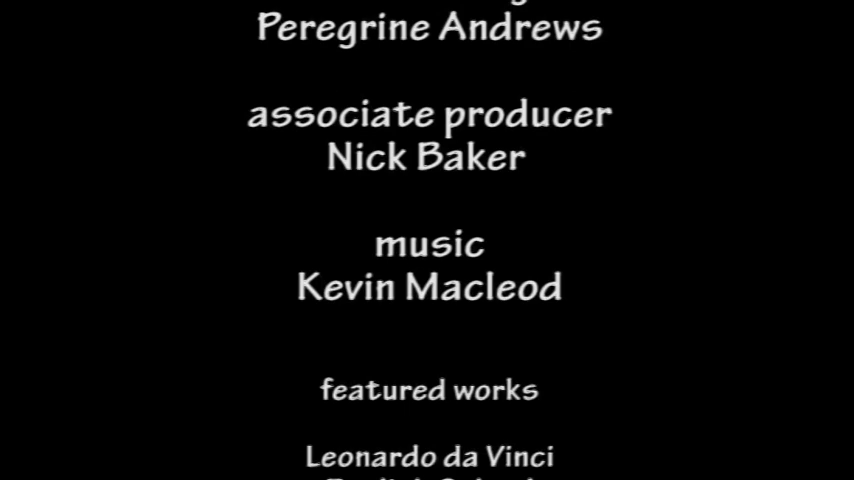 Peregrine Andrews
associate producer
Nick Baker
music
Kevin Macleod
featured works
Leonardo da Vinci